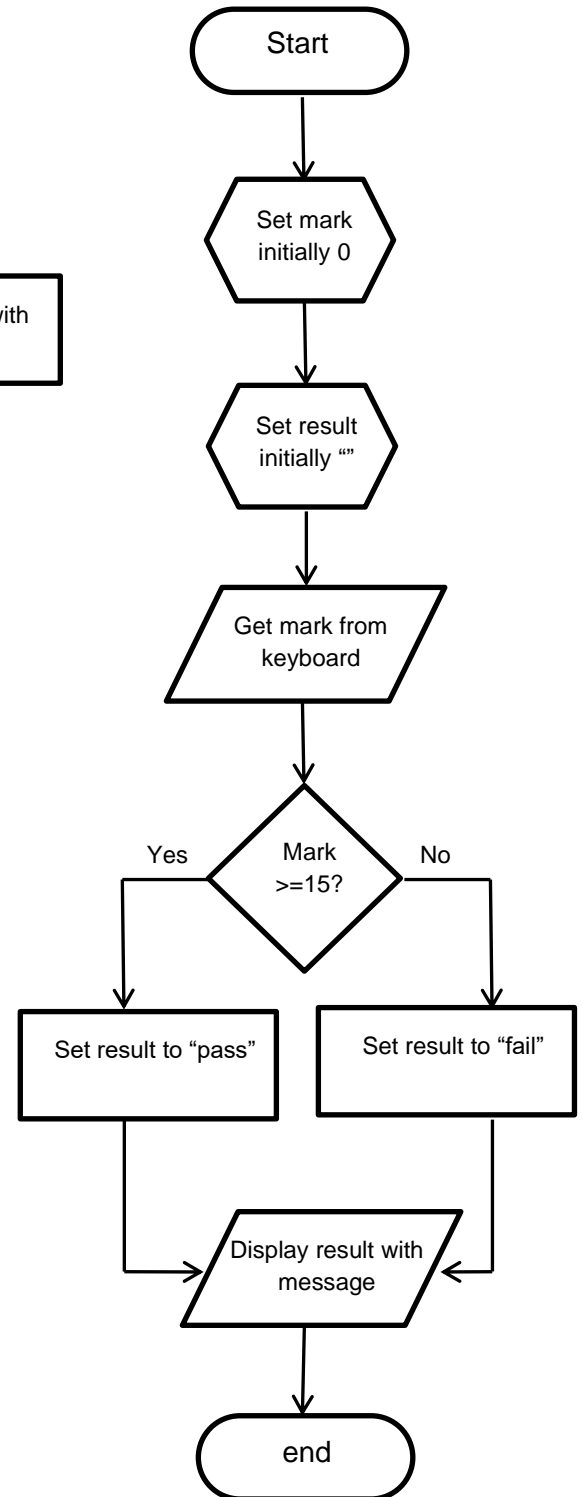 Start
Set mark
initially 0
with
Set result
initially “”
Get mark from
keyboard
Mark
>=15?
Yes
No
Set result to “pass”
Set result to “fail”
Display result with
message
end